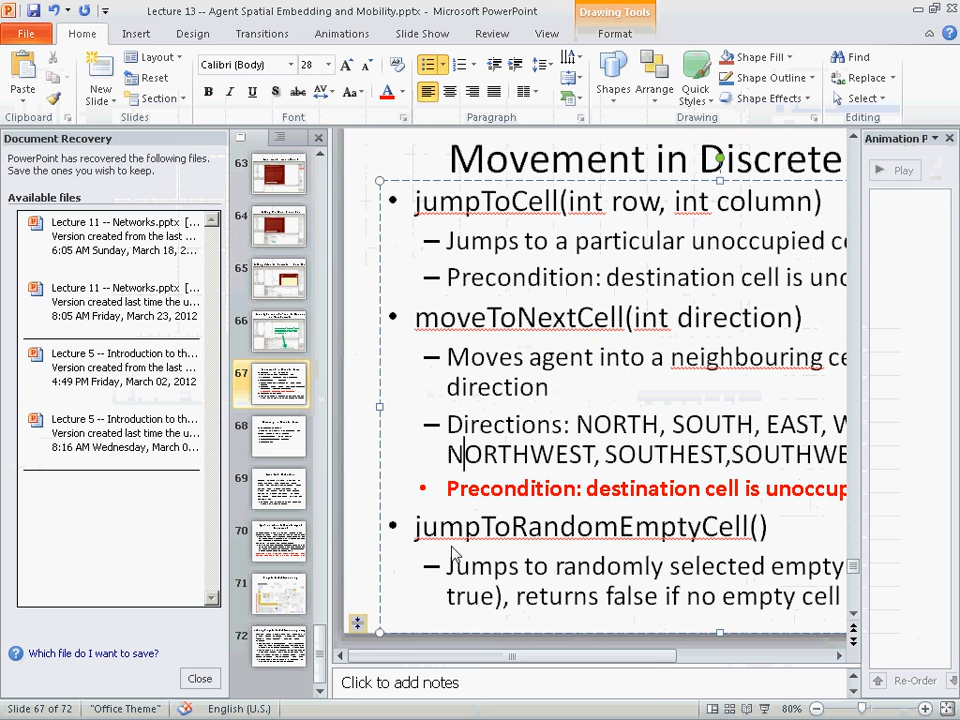 Lecture 13 -- Agent Spatial Embedding and Mobility.pptx - Microsoft PowerPoint
Drawing Tools
File Home Insert Design Transitions Animations Slide Show Review View Format
Paste
Clipboard
New
Slide
Layout
Reset
Section
Slides
Calibri (Body) 28
B I U S abc AV Aa A
Font
Paragraph
Shapes
Arrange
Quick
Styles
Shape Fill
Shape Outline
Shape Effects
Drawing
Find
Replace
Select
Editing
Document Recovery
PowerPoint has recovered the following files.
Save the ones you wish to keep.
Available files
Lecture 11 -- Networks.pptx [...
Version created from the last ...
6:05 AM Sunday, March 18, 2...
Lecture 11 -- Networks.pptx [...
Version created last time the u...
8:05 AM Friday, March 23, 2012
Lecture 5 -- Introduction to th...
Version created from the last ...
4:49 PM Friday, March 02, 2012
Lecture 5 -- Introduction to th...
Version created last time the u...
8:16 AM Wednesday, March 0...
Which file do I want to save?
Close
63
64
65
66
67
68
69
70
71
72
Movement in Discrete
• jumpToCell(int row, int column)
– Jumps to a particular unoccupied ce
– Precondition: destination cell is uno
• moveToNextCell(int direction)
– Moves agent into a neighbouring ce
direction
– Directions: NORTH, SOUTH, EAST, W
NORTHWEST, SOUTHEST,SOUTHWE
• Precondition: destination cell is unoccup
• jumpToRandomEmptyCell()
– Jumps to randomly selected empty
true), returns false if no empty cell
Click to add notes
Animation P
Play
Re-Order
Slide 67 of 72 "Office Theme" English (U.S.) 80%